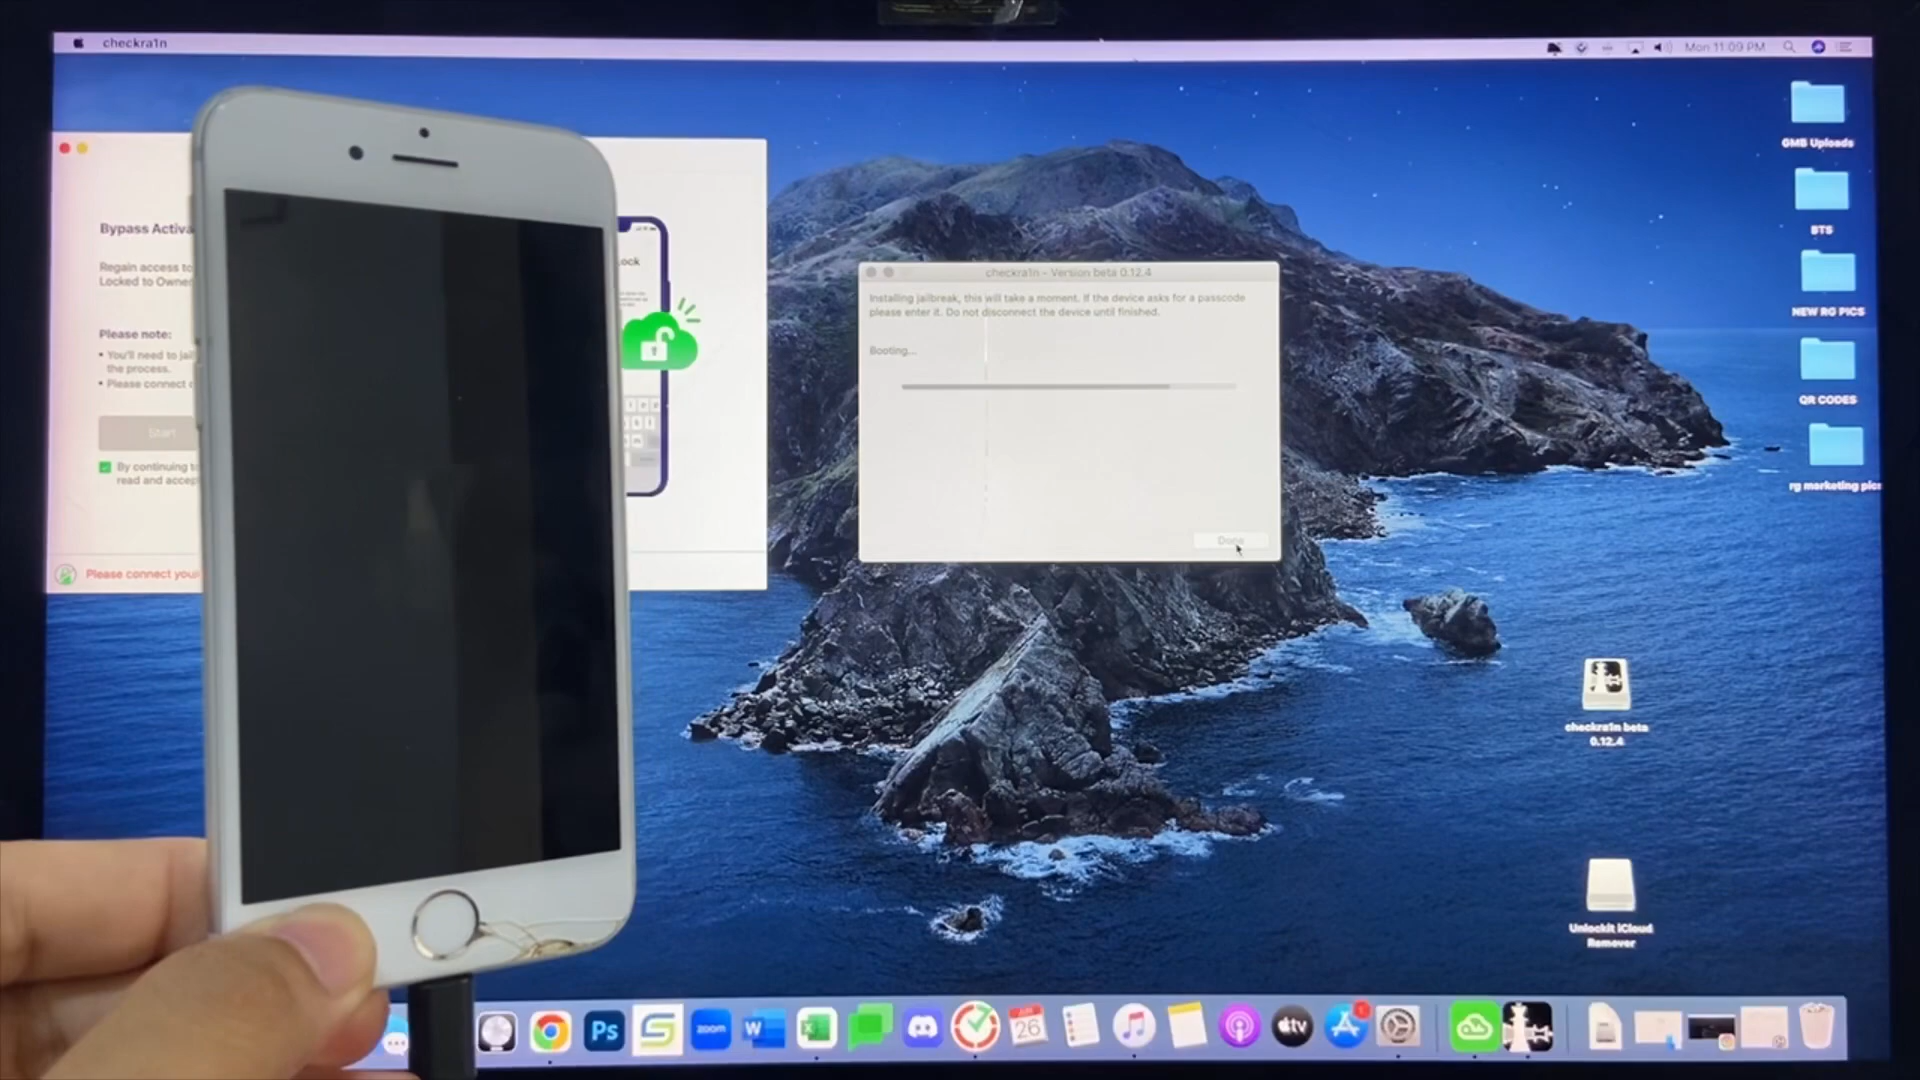 checkra1n
Mon 11:09 PM
GMB Uploads
BTS
NEW RG PICS
QR CODES
rg marketing pics
Bypass Activa
Regain access to
Locked to Owner
Please note:
• You'll need to jail
the process.
• Please connect
Start
By continuing to
read and accep
Please connect your
ock
checkra1n - Version beta 0.12.4
Installing jailbreak, this will take a moment. If the device asks for a passcode
please enter it. Do not disconnect the device until finished.
Booting...
Done
checkra1n beta
0.12.4
Unlockit iCloud
Remover
Ps
S
zoom
W
X
JUN
26
tv